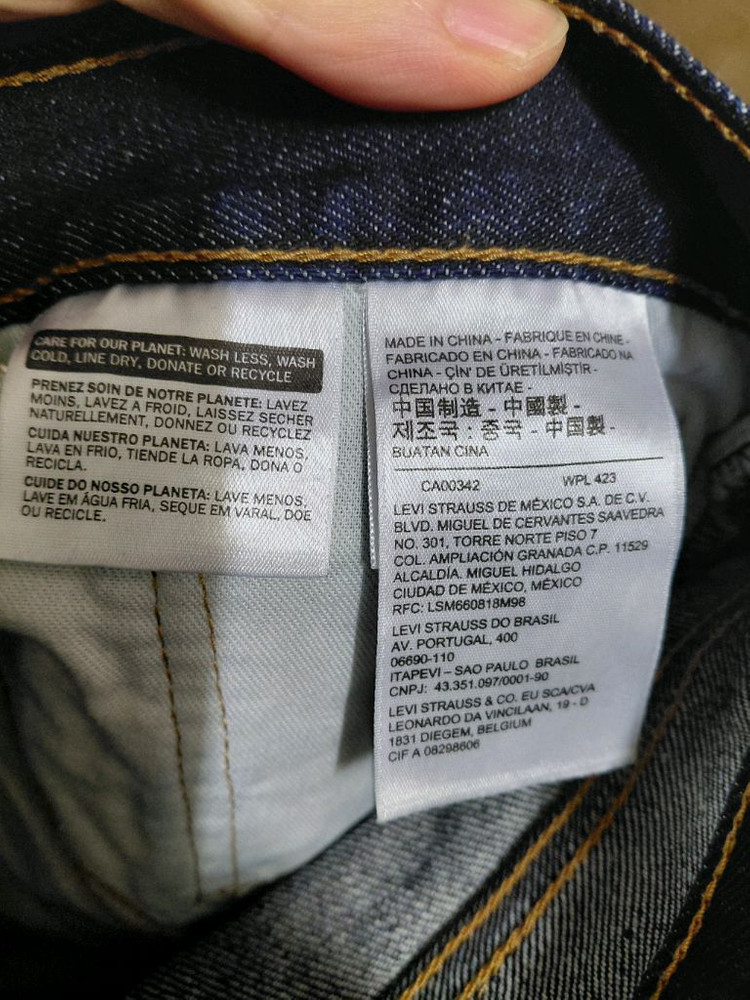 CARE FOR OUR PLANET: WASH LESS, WASH
COLD, LINE DRY, DONATE OR RECYCLE
PRENEZ SOIN DE NOTRE PLANETE: LAVEZ
MOINS, LAVEZ A FROID, LAISSEZ SECHER
NATURELLEMENT, DONNEZ OU RECYCLEZ
CUIDA NUESTRO PLANETA: LAVA MENOS,
LAVA EN FRIO, TIENDE LA ROPA, DONA O
RECICLA.
CUIDE DO NOSSO PLANETA: LAVE MENOS,
LAVE EM ÁGUA FRIA, SEQUE EM VARAL, DOE
OU RECICLE.
MADE IN CHINA - FABRIQUE EN CHINE -
FABRICADO EN CHINA - FABRICADO NA
CHINA - ÇİN' DE ÜRETİLMİŞTİR -
СДЕЛАНО В КИТАЕ -
中国制造 - 中國製 -
제조국 : 중국 - 中国製 -
BUATAN CINA
CA00342 WPL 423
LEVI STRAUSS DE MÉXICO S.A. DE C.V.
BLVD. MIGUEL DE CERVANTES SAAVEDRA
NO. 301, TORRE NORTE PISO 7
COL. AMPLIACIÓN GRANADA C.P. 11529
ALCALDÍA. MIGUEL HIDALGO
CIUDAD DE MÉXICO, MÉXICO
RFC: LSM660818M98
LEVI STRAUSS DO BRASIL
AV. PORTUGAL, 400
06690-110
ITAPEVI – SAO PAULO BRASIL
CNPJ: 43.351.097/0001-90
LEVI STRAUSS & CO. EU SCA/CVA
LEONARDO DA VINCILAAN, 19 - D
1831 DIEGEM, BELGIUM
CIF A 08298606